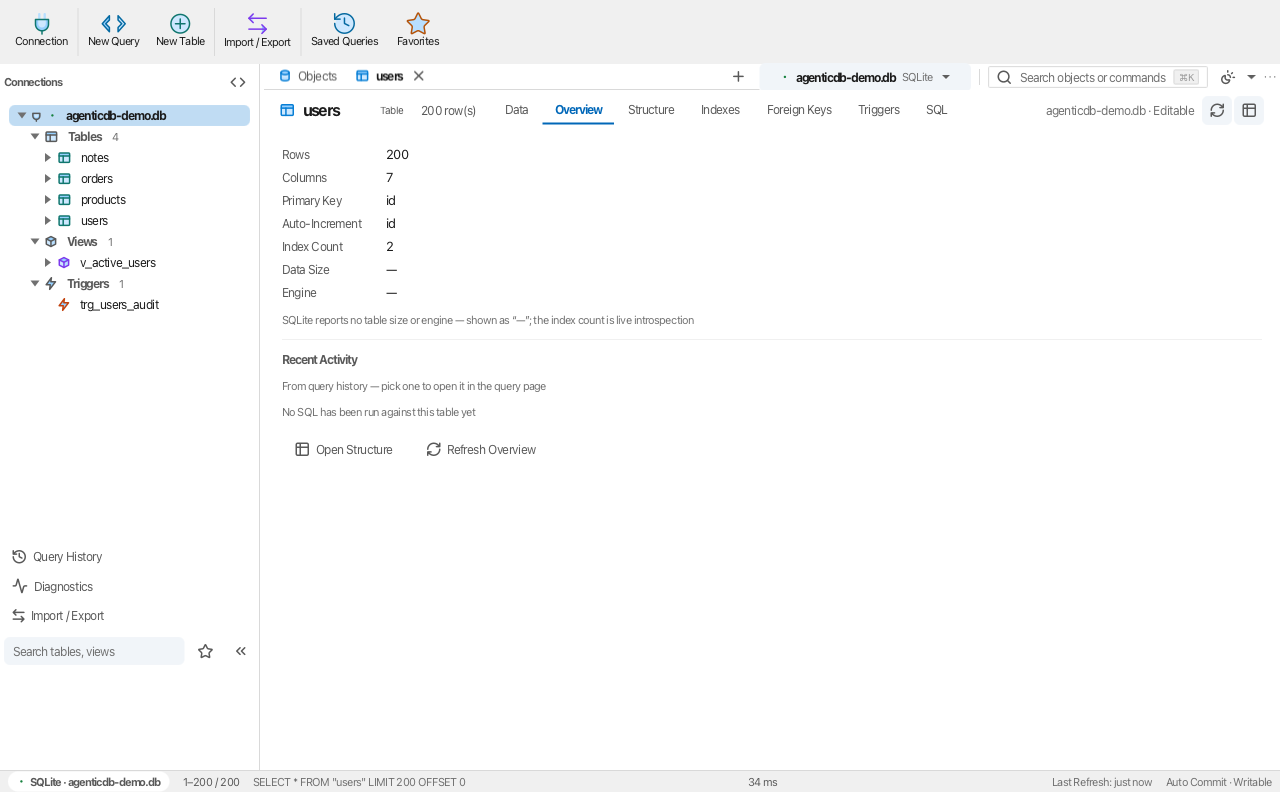 Connection
New Query
New Table
Import / Export
Saved Queries
Favorites
Connections
agenticdb-demo.db
Tables 4
notes
orders
products
users
Views 1
v_active_users
Triggers 1
trg_users_audit
Query History
Diagnostics
Import / Export
Search tables, views
Objects
users
agenticdb-demo.db SQLite
Search objects or commands ⌘K
users Table 200 row(s)
Data
Overview
Structure
Indexes
Foreign Keys
Triggers
SQL
agenticdb-demo.db · Editable
Rows 200
Columns 7
Primary Key id
Auto-Increment id
Index Count 2
Data Size —
Engine —
SQLite reports no table size or engine — shown as “—”; the index count is live introspection
Recent Activity
From query history — pick one to open it in the query page
No SQL has been run against this table yet
Open Structure
Refresh Overview
SQLite · agenticdb-demo.db
1–200 / 200
SELECT * FROM "users" LIMIT 200 OFFSET 0
34 ms
Last Refresh: just now
Auto Commit · Writable